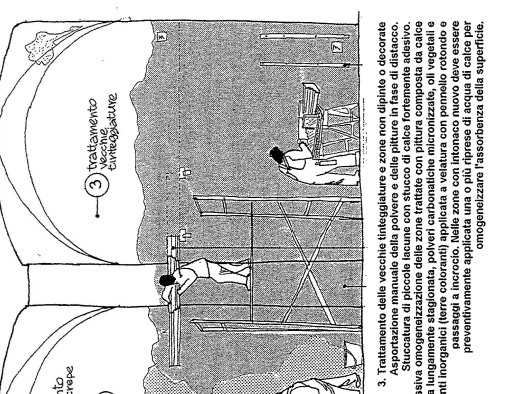 3 trattamento
vecchie
tinteggiature
nto
crepe
3. Trattamento delle vecchie tinteggiature e zone non dipinte o decorate
Asportazione manuale della polvere e delle pitture in fase di distacco.
Stuccatura di piccole lacune con stucco di calce fortemente adesivo.
ssiva omogeneizzazione delle zone trattate con pittura composta da calce
a lungamente stagionata, polveri carbonatiche micronizzate, oli vegetali e
nti inorganici (terre coloranti) applicata a velatura con pennello rotondo e
passaggi a incrocio. Nelle zone con intonaco nuovo deve essere
preventivamente applicata una o più riprese di acqua di calce per
omogeneizzare l'assorbenza della superficie.